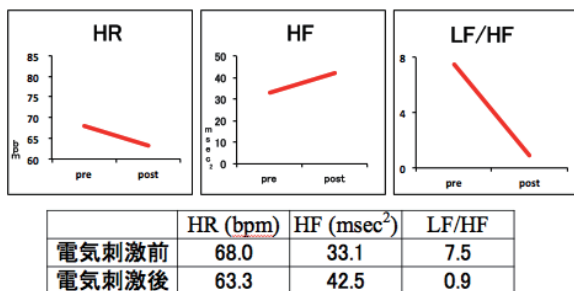 HR
85
80
75
70
65
60
bpm
pre post
HF
50
40
30
20
10
0
msec2
pre post
LF/HF
8
4
0
pre post
HR (bpm) HF (msec²) LF/HF
電気刺激前 68.0 33.1 7.5
電気刺激後 63.3 42.5 0.9